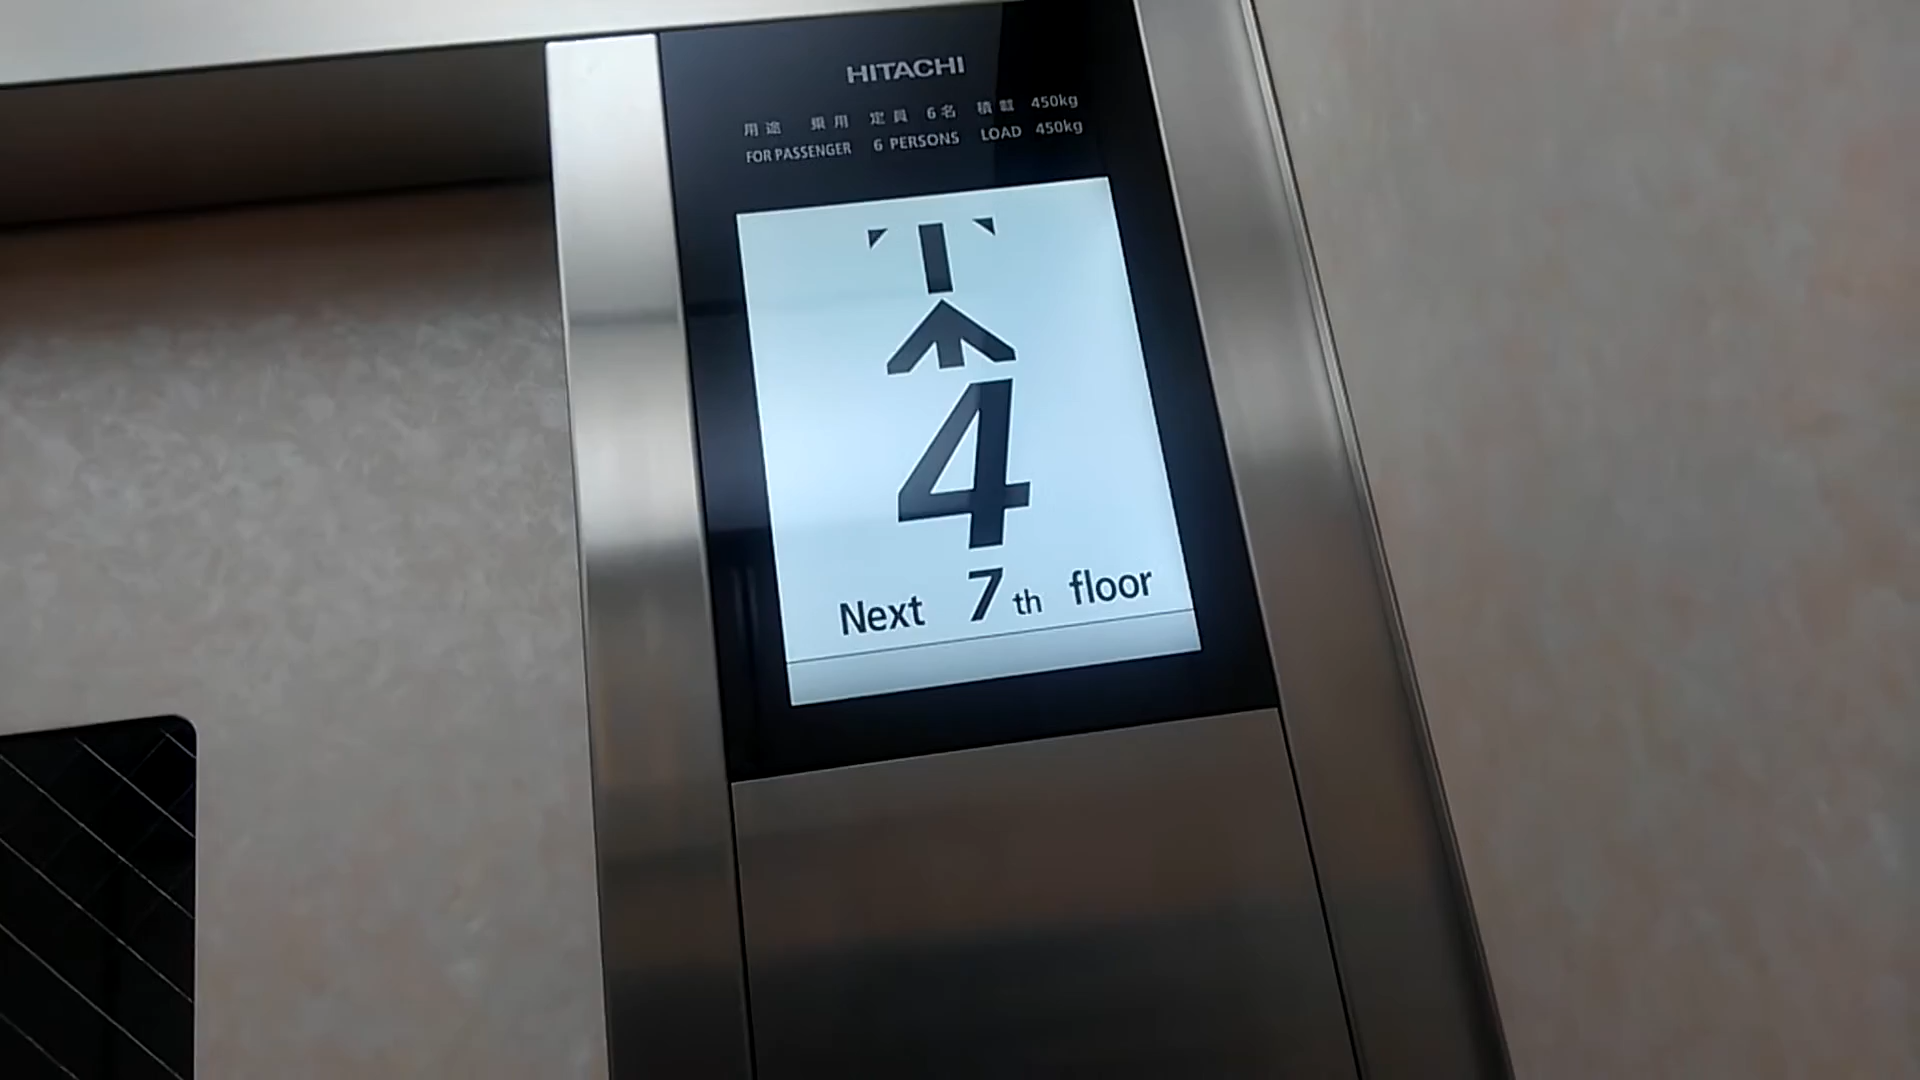 HITACHI
用途 乗用 定員 6名 積載 450kg
FOR PASSENGER 6 PERSONS LOAD 450kg
4
Next 7th floor